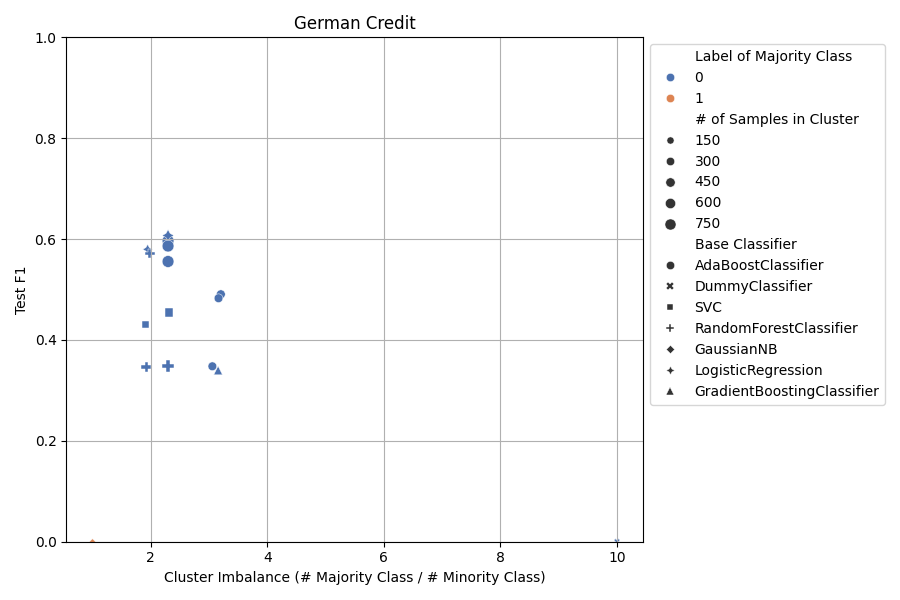 German Credit
1.0
0.8
0.6
0.4
0.2
0.0
Test F1
2
4
6
8
10
Cluster Imbalance (# Majority Class / # Minority Class)
Label of Majority Class
0
1
# of Samples in Cluster
150
300
450
600
750
Base Classifier
AdaBoostClassifier
DummyClassifier
SVC
RandomForestClassifier
GaussianNB
LogisticRegression
GradientBoostingClassifier